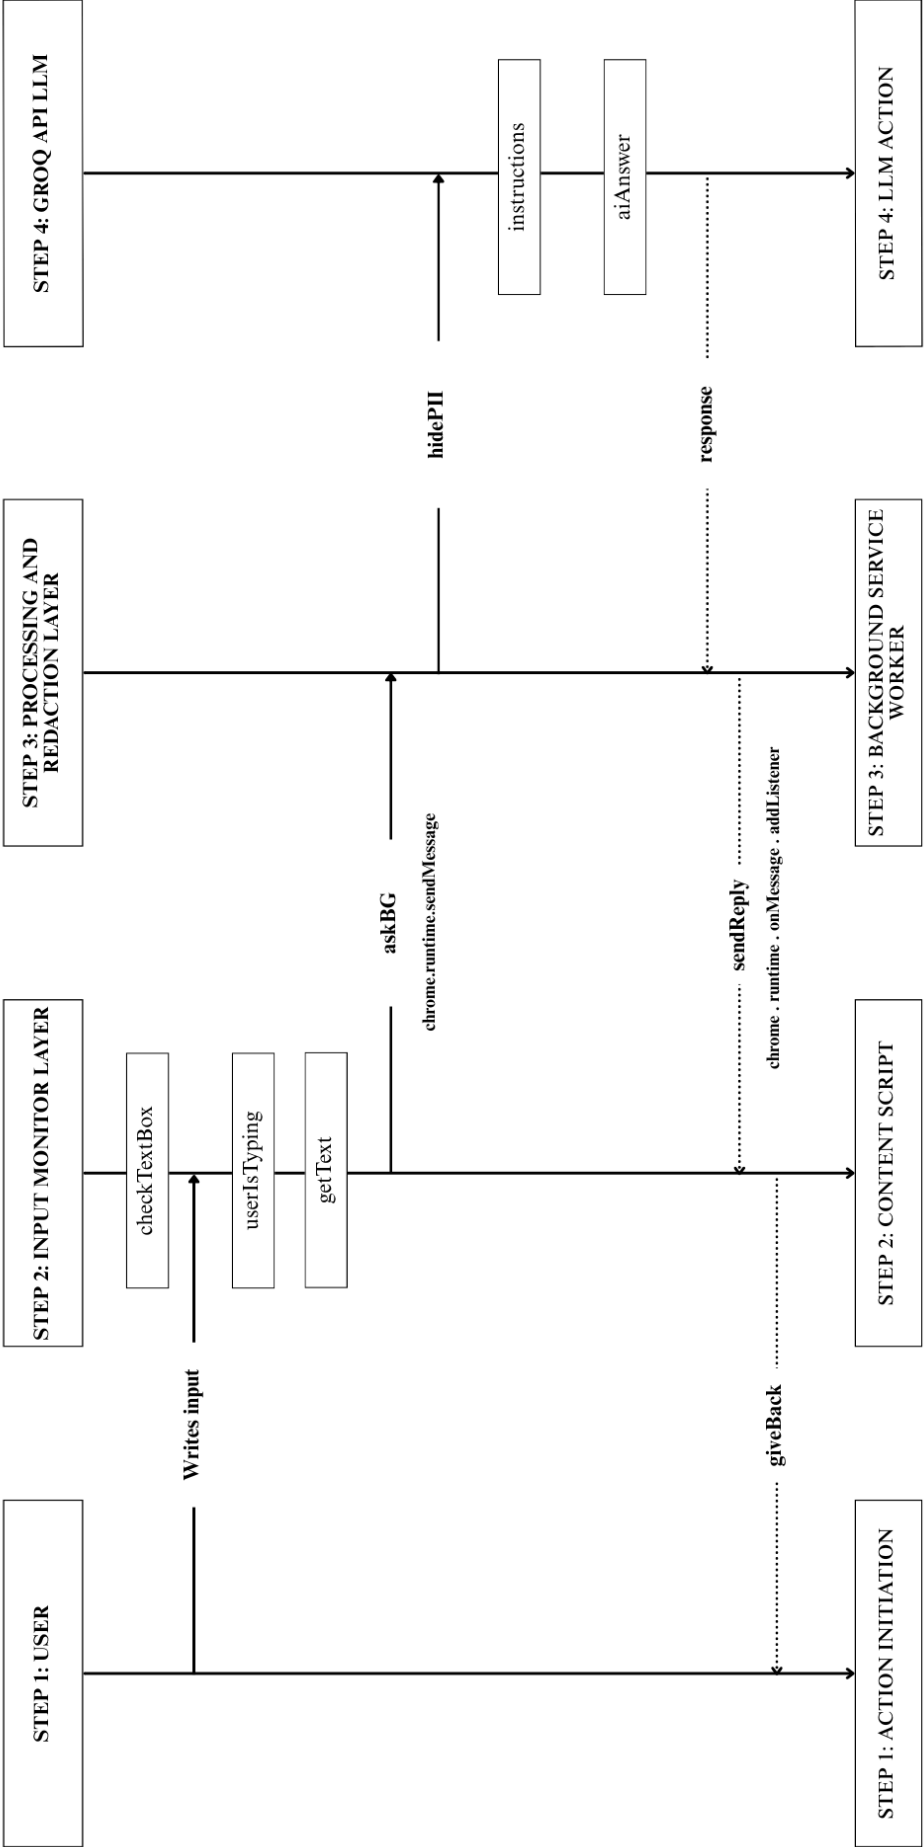 STEP 1: USER
STEP 2: INPUT MONITOR LAYER
STEP 3: PROCESSING AND
REDACTION LAYER
STEP 4: GROQ API LLM
checkTextBox
Writes input
userIsTyping
getText
askBG
chrome.runtime.sendMessage
hidePII
instructions
aiAnswer
response
sendReply
chrome . runtime . onMessage . addListener
giveBack
STEP 1: ACTION INITIATION
STEP 2: CONTENT SCRIPT
STEP 3: BACKGROUND SERVICE
WORKER
STEP 4: LLM ACTION